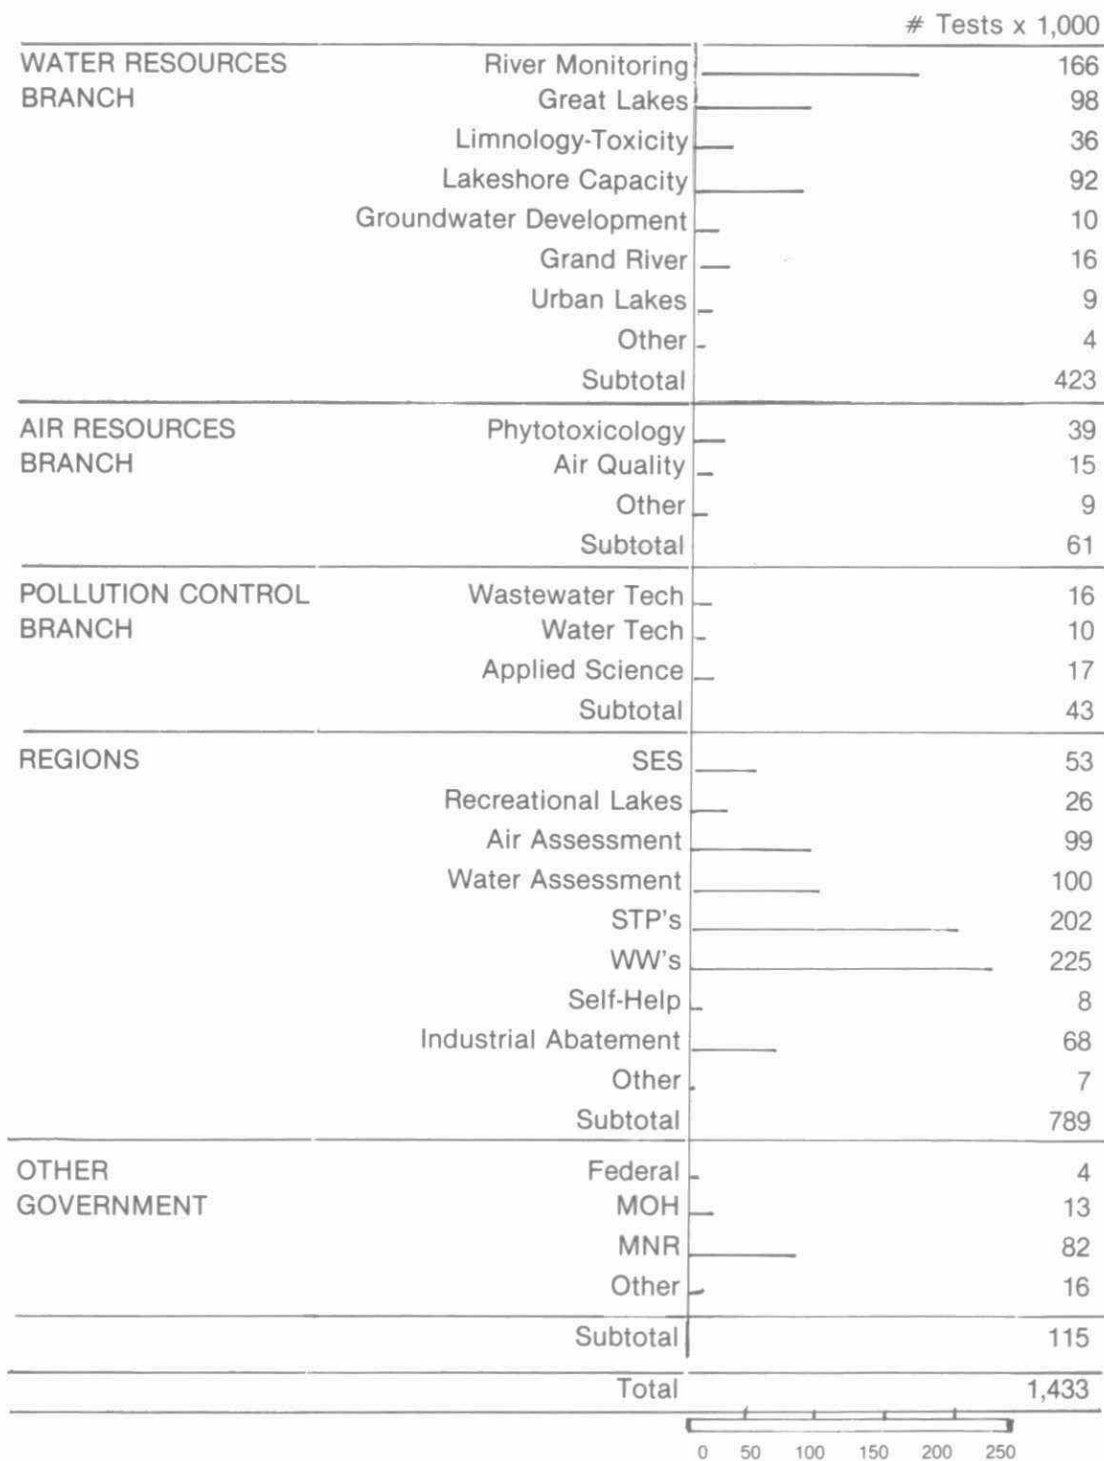 # Tests x 1,000
WATER RESOURCES River Monitoring 166
BRANCH Great Lakes 98
Limnology-Toxicity 36
Lakeshore Capacity 92
Groundwater Development 10
Grand River 16
Urban Lakes 9
Other 4
Subtotal 423
AIR RESOURCES Phytotoxicology 39
BRANCH Air Quality 15
Other 9
Subtotal 61
POLLUTION CONTROL Wastewater Tech 16
BRANCH Water Tech 10
Applied Science 17
Subtotal 43
REGIONS SES 53
Recreational Lakes 26
Air Assessment 99
Water Assessment 100
STP's 202
WW's 225
Self-Help 8
Industrial Abatement 68
Other 7
Subtotal 789
OTHER Federal 4
GOVERNMENT MOH 13
MNR 82
Other 16
Subtotal 115
Total 1,433
0 50 100 150 200 250